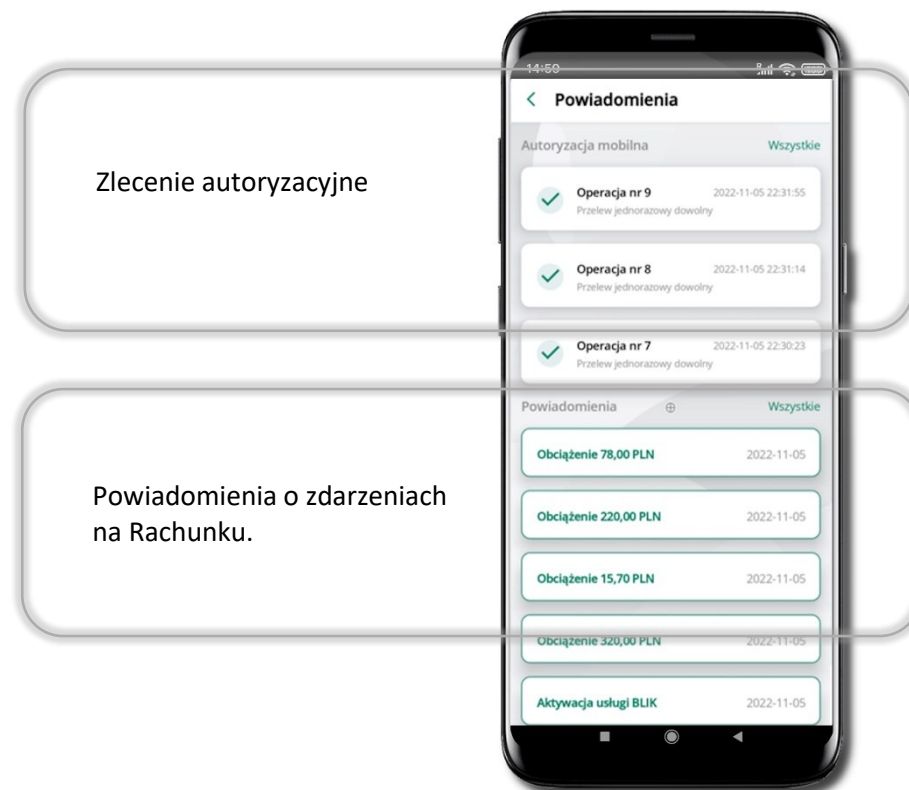 14:59
Powiadomienia
Autoryzacja mobilna Wszystkie
Zlecenie autoryzacyjne
Operacja nr 9 2022-11-05 22:31:55
Przelew jednorazowy dowolny
Operacja nr 8 2022-11-05 22:31:14
Przelew jednorazowy dowolny
Operacja nr 7 2022-11-05 22:30:23
Przelew jednorazowy dowolny
Powiadomienia Wszystkie
Obciążenie 78,00 PLN 2022-11-05
Powiadomienia o zdarzeniach
na Rachunku.
Obciążenie 220,00 PLN 2022-11-05
Obciążenie 15,70 PLN 2022-11-05
Obciążenie 320,00 PLN 2022-11-05
Aktywacja usługi BLIK 2022-11-05